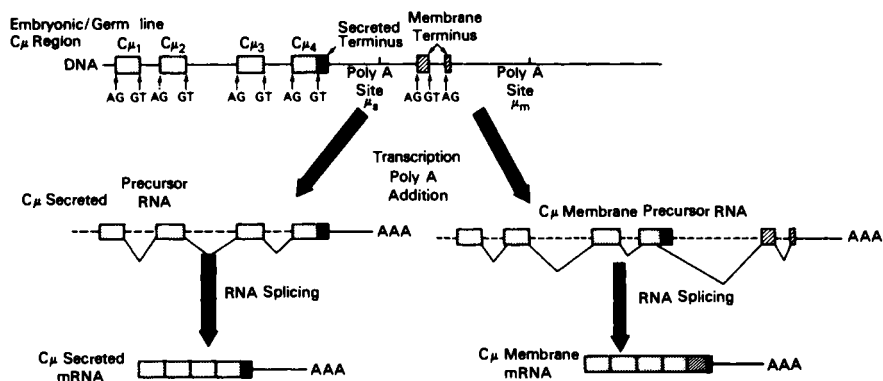 Embryonic/Germ line
Cμ Region
Cμ1
Cμ2
Cμ3
Cμ4
Secreted
Terminus
Membrane
Terminus
DNA
AG GT AG GT AG GT AG GT
Poly A
Site
μs
AG GT AG
Poly A
Site
μm
Transcription
Poly A
Addition
Cμ Secreted
Precursor
RNA
AAA
Cμ Membrane Precursor RNA
AAA
RNA Splicing
RNA Splicing
Cμ Secreted
mRNA
AAA
Cμ Membrane
mRNA
AAA